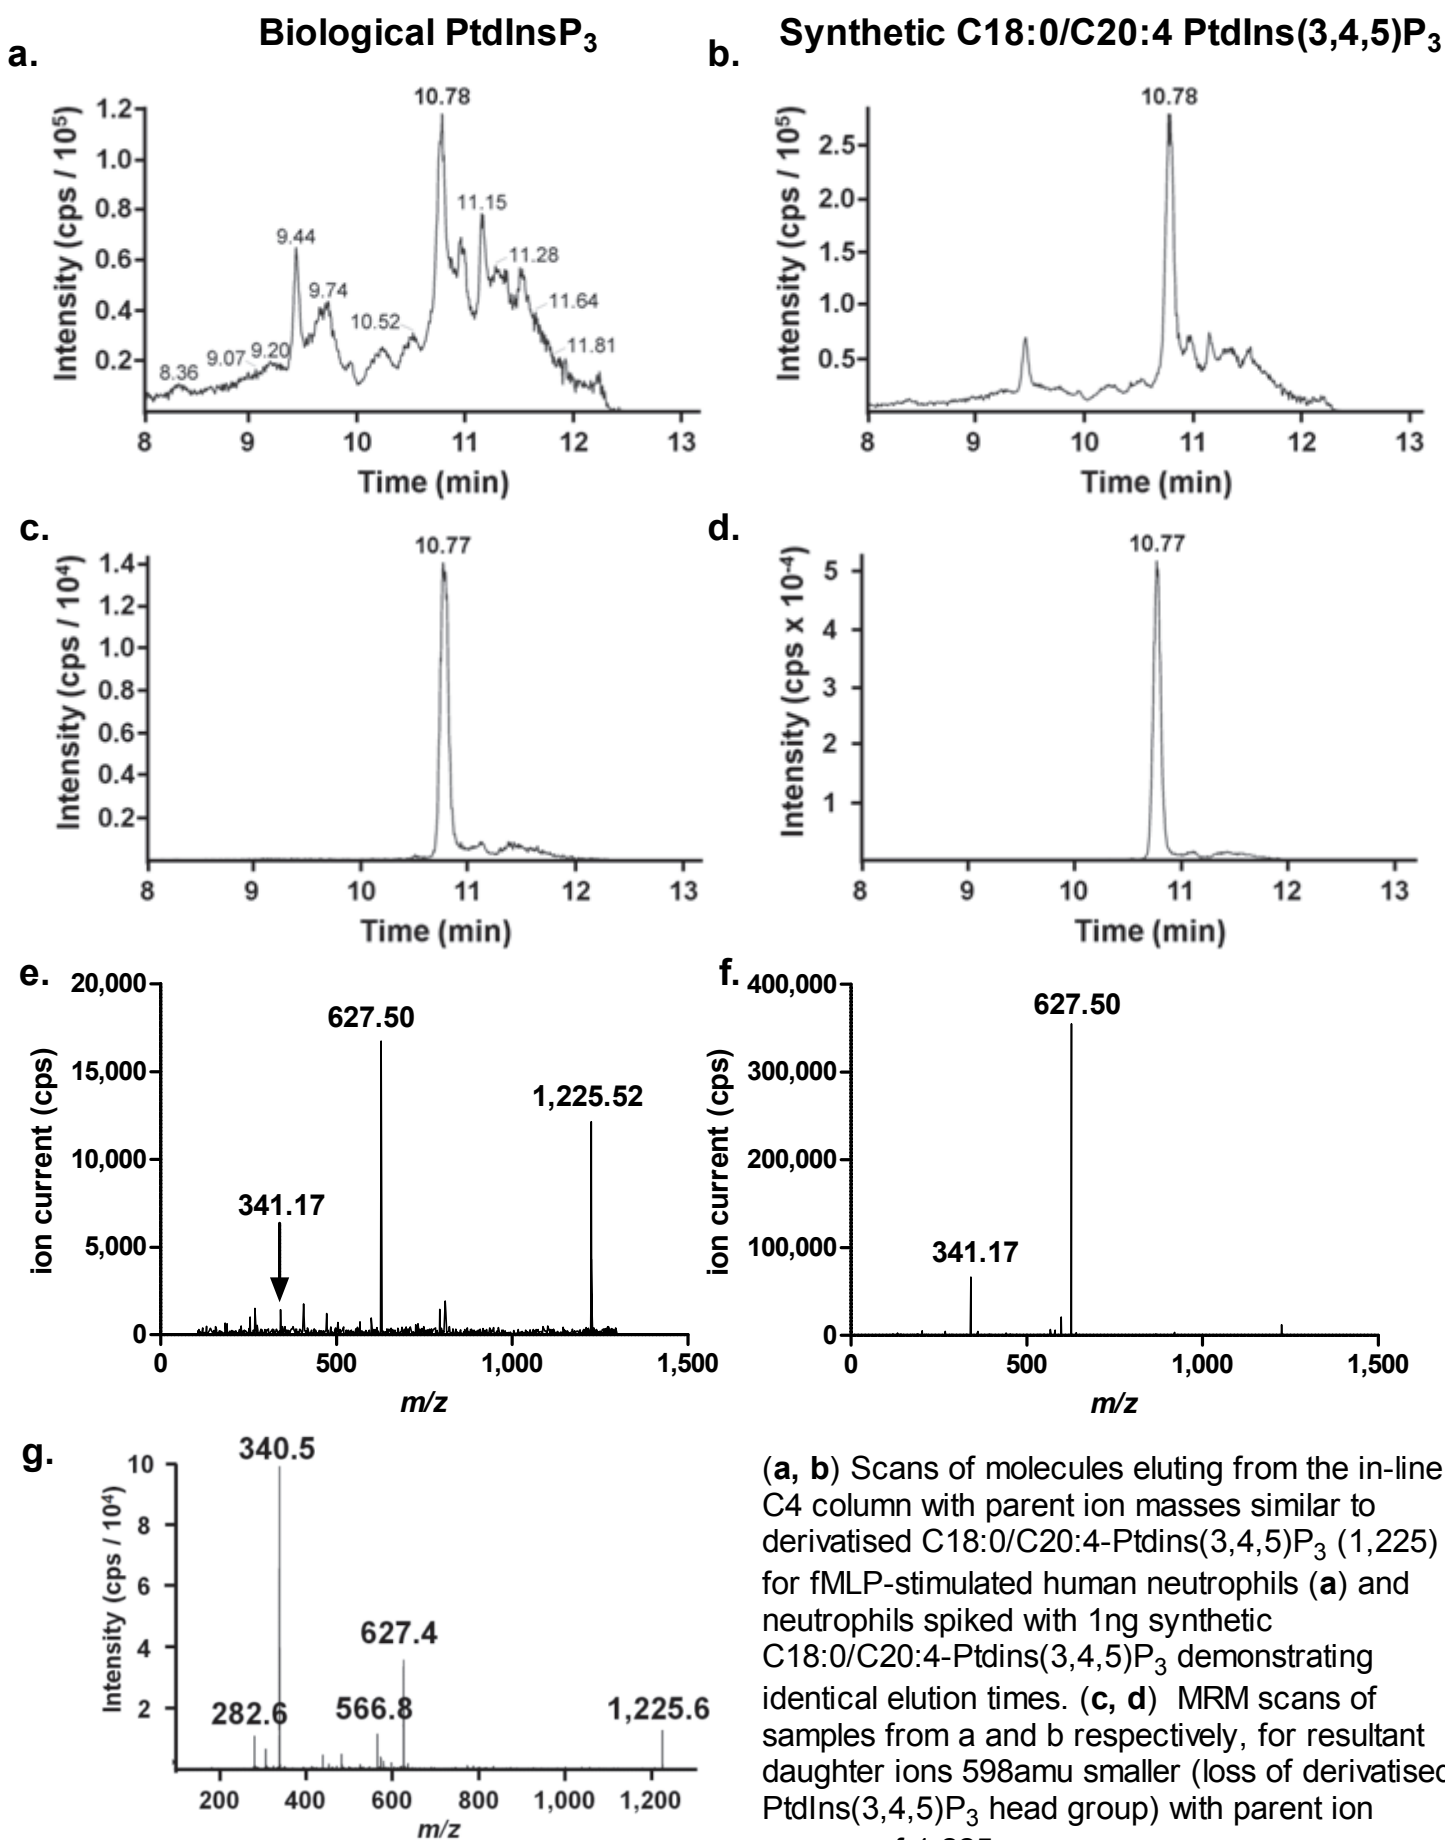 Biological PtdInsP3
Synthetic C18:0/C20:4 PtdIns(3,4,5)P3
a.
Intensity (cps / 10⁵)
1.2
1.0
0.8
0.6
0.4
0.2
10.78
11.15
9.44
9.74
11.28
10.52
11.64
8.36
9.07
9.20
11.81
8 9 10 11 12 13
Time (min)
b.
Intensity (cps / 10⁵)
2.5
2.0
1.5
1.0
0.5
10.78
8 9 10 11 12 13
Time (min)
c.
Intensity (cps / 10⁴)
1.4
1.2
1.0
0.8
0.6
0.4
0.2
10.77
8 9 10 11 12 13
Time (min)
d.
Intensity (cps x 10⁻⁴)
5
4
3
2
1
10.77
8 9 10 11 12 13
Time (min)
e.
ion current (cps)
20,000
15,000
10,000
5,000
0
627.50
1,225.52
341.17
0 500 1,000 1,500
m/z
f.
ion current (cps)
400,000
300,000
200,000
100,000
0
627.50
341.17
0 500 1,000 1,500
m/z
g.
Intensity (cps / 10⁴)
10
8
6
4
2
340.5
627.4
282.6
566.8
1,225.6
200 400 600 800 1,000 1,200
m/z
(a, b) Scans of molecules eluting from the in-line
C4 column with parent ion masses similar to
derivatised C18:0/C20:4-Ptdins(3,4,5)P3 (1,225)
for fMLP-stimulated human neutrophils (a) and
neutrophils spiked with 1ng synthetic
C18:0/C20:4-Ptdins(3,4,5)P3 demonstrating
identical elution times. (c, d) MRM scans of
samples from a and b respectively, for resultant
daughter ions 598amu smaller (loss of derivatised
PtdIns(3,4,5)P3 head group) with parent ion